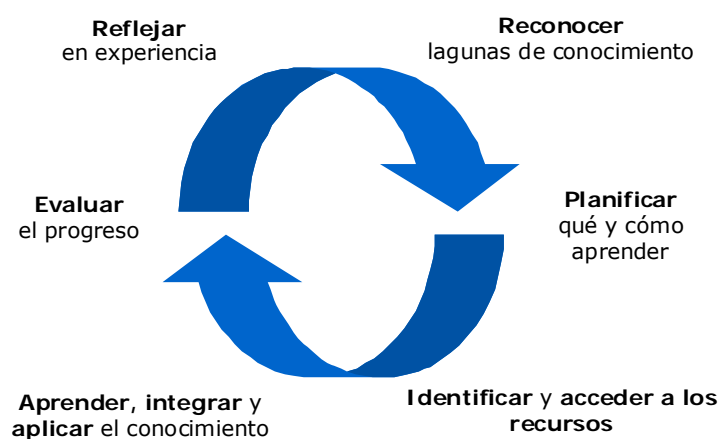 Reflejar
en experiencia
Reconocer
lagunas de conocimiento
Planificar
qué y cómo
aprender
Identificar y acceder a los
recursos
Aprender, integrar y
aplicar el conocimiento
Evaluar
el progreso